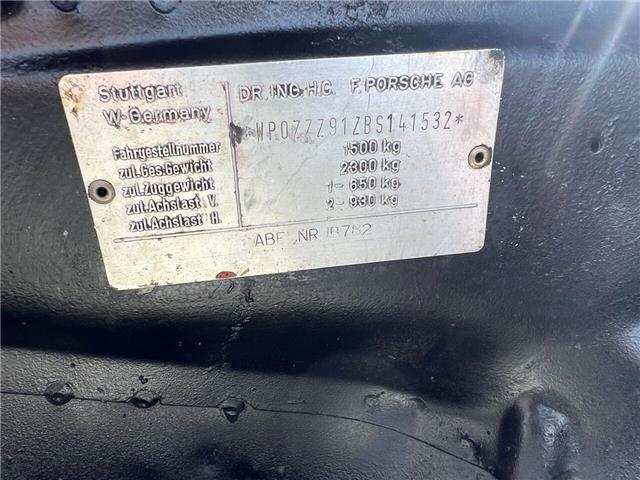 Stuttgart
W-Germany
DR.ING.H.C. F.PORSCHE AG
Fahrgestellnummer *WP0ZZZ91ZBS141532*
zul.Ges.Gewicht 1500 kg
zul.Zuggewicht 2300 kg
zul.Achslast V. 1- 650 kg
zul.Achslast H. 2- 930 kg
ABE NR B782